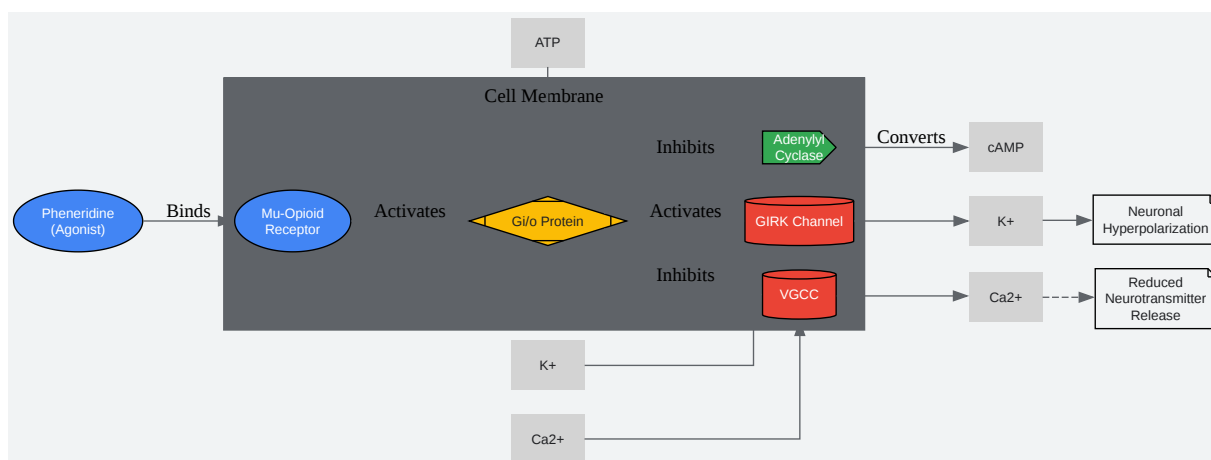 ATP
Cell Membrane
Inhibits
Adenylyl
Cyclase
Converts
cAMP
Pheneridine
(Agonist)
Binds
Mu-Opioid
Receptor
Activates
Gi/o Protein
Activates
GIRK Channel
K+
Neuronal
Hyperpolarization
Inhibits
VGCC
Ca2+
Reduced
Neurotransmitter
Release
K+
Ca2+